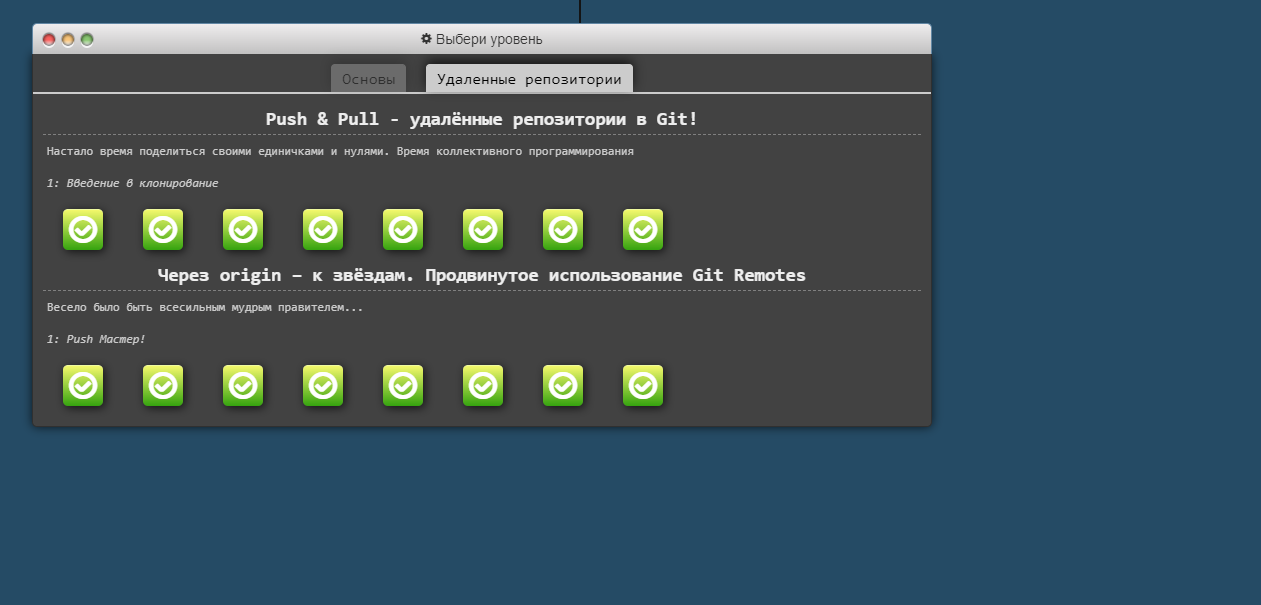 Выбери уровень
Основы
Удаленные репозитории
Push & Pull - удалённые репозитории в Git!
Настало время поделиться своими единичками и нулями. Время коллективного программирования
1: Введение в клонирование
Через origin – к звёздам. Продвинутое использование Git Remotes
Весело было быть всесильным мудрым правителем...
1: Push Мастер!